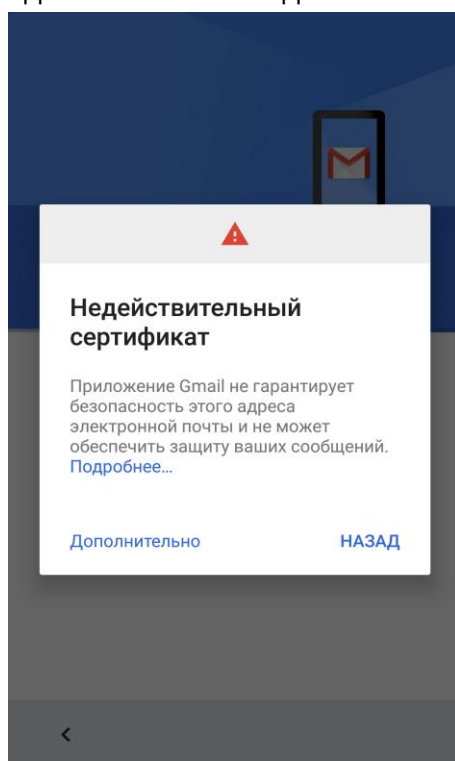 Недействительный
сертификат
Приложение Gmail не гарантирует
безопасность этого адреса
электронной почты и не может
обеспечить защиту ваших сообщений.
Подробнее...
Дополнительно НАЗАД